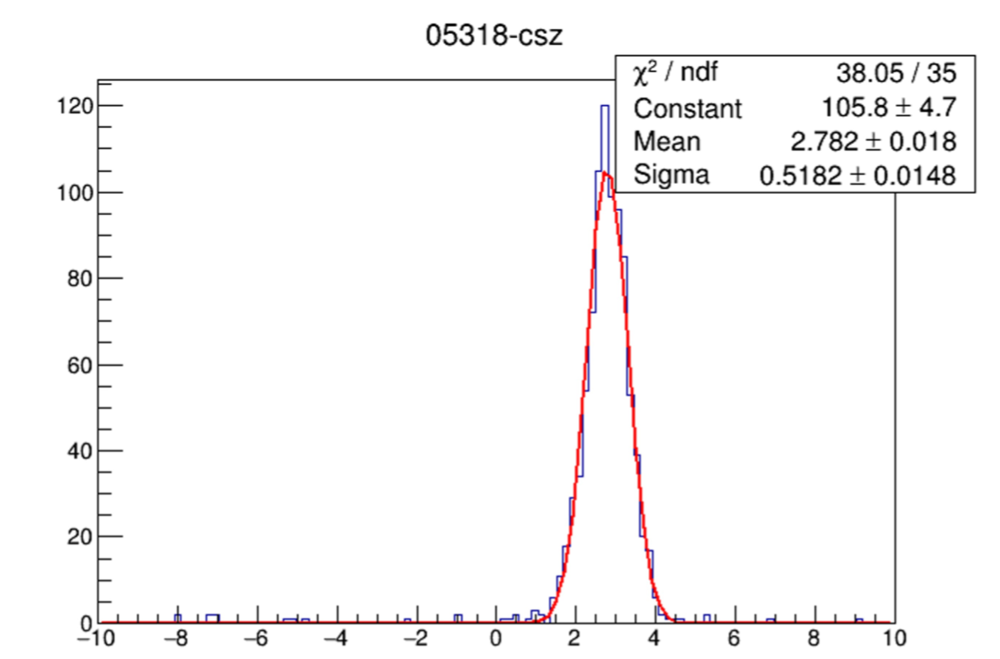 05318-csz
χ² / ndf 38.05 / 35
Constant 105.8 ± 4.7
Mean 2.782 ± 0.018
Sigma 0.5182 ± 0.0148
120
100
80
60
40
20
0
−10 −8 −6 −4 −2 0 2 4 6 8 10